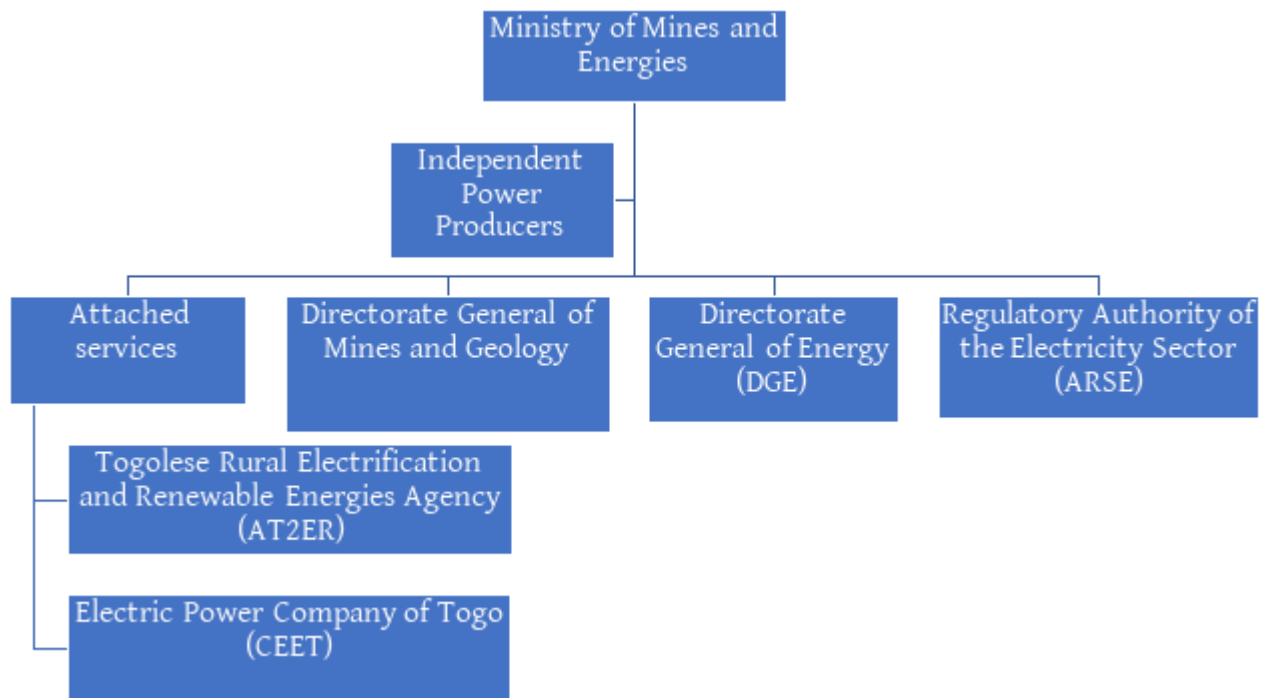 Ministry of Mines and
Energies
Independent
Power
Producers
Attached
services
Directorate General of
Mines and Geology
Directorate
General of Energy
(DGE)
Regulatory Authority of
the Electricity Sector
(ARSE)
Togolese Rural Electrification
and Renewable Energies Agency
(AT2ER)
Electric Power Company of Togo
(CEET)